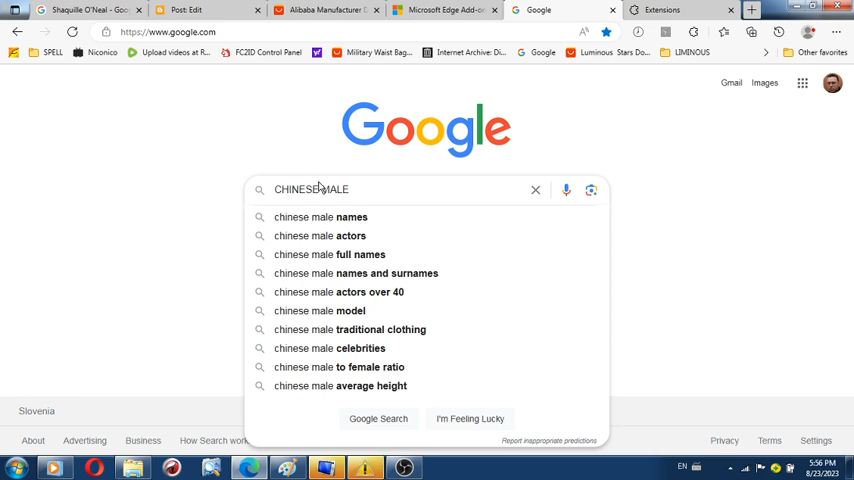 Shaquille O'Neal - Goo
Post: Edit
Alibaba Manufacturer D
Microsoft Edge Add-on
Google
Extensions
https://www.google.com
SPELL
Niconico
Upload videos at R...
FC2ID Control Panel
Military Waist Bag...
Internet Archive: Di...
Google
Luminous Stars Do...
LIMINOUS
Other favorites
Gmail
Images
Google
CHINESE MALE
chinese male names
chinese male actors
chinese male full names
chinese male names and surnames
chinese male actors over 40
chinese male model
chinese male traditional clothing
chinese male celebrities
chinese male to female ratio
chinese male average height
Google Search
I'm Feeling Lucky
Report inappropriate predictions
Slovenia
About
Advertising
Business
How Search work
Privacy
Terms
Settings
EN
5:56 PM
8/23/2023